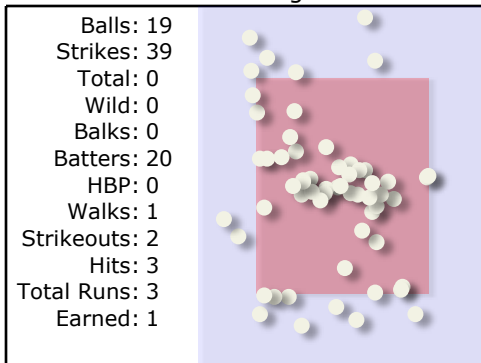 Balls: 19
Strikes: 39
Total: 0
Wild: 0
Balks: 0
Batters: 20
HBP: 0
Walks: 1
Strikeouts: 2
Hits: 3
Total Runs: 3
Earned: 1